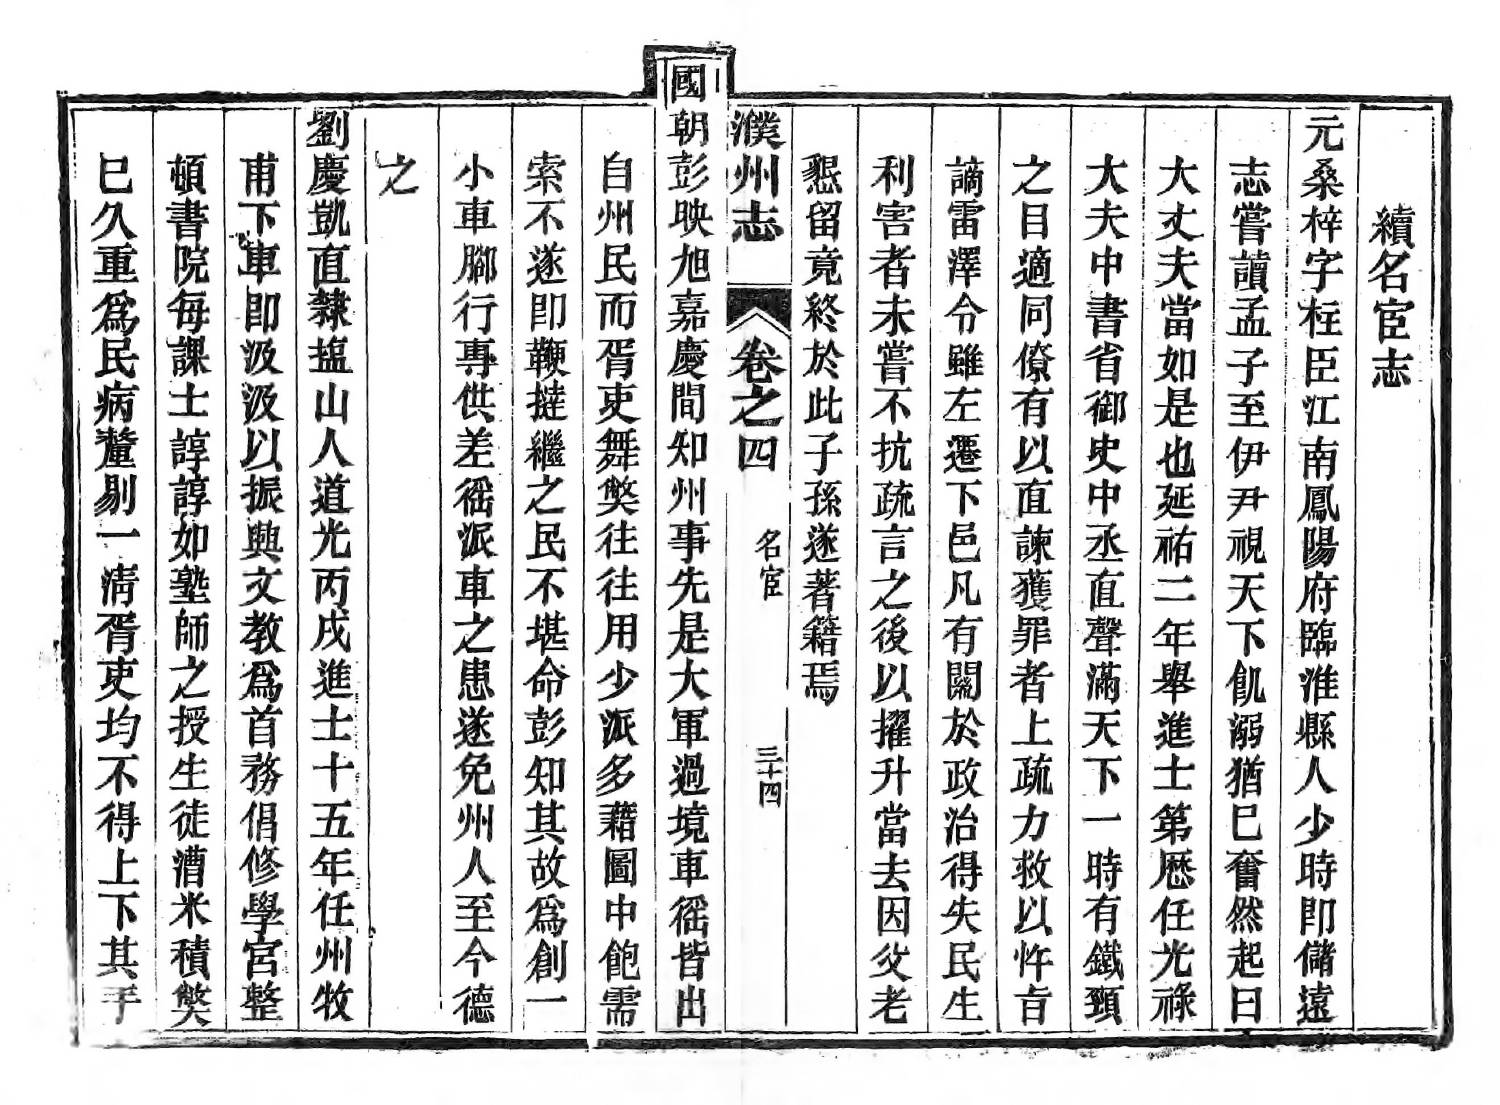 續名宦志
元桑梓字枉臣江南鳳陽府臨淮縣人少時即儲遠
志嘗讀孟子至伊尹視天下飢溺猶巳奮然起曰
大丈夫當如是也延祐二年舉進士第歷任光祿
大夫中書省御史中丞直聲滿天下一時有鐵頸
之目適同僚有以直諫獲罪者上疏力救以忤旨
謫雷澤令雖左遷下邑凡有關於政治得失民生
利害者未嘗不抗疏言之後以擢升當去因父老
懇留竟終於此子孫遂著籍焉
濮州志 卷之四 名宦 三十四
國朝彭映旭嘉慶間知州事先是大軍過境車徭皆出
自州民而胥吏舞獘往往用少派多藉圖中飽需
索不遂即鞭撻繼之民不堪命彭知其故為創一
小車腳行專供差徭派車之患遂免州人至今德
之
劉慶凱直隸鹽山人道光丙戌進士十五年任州牧
甫下車即汲汲以振興文教為首務倡修學宮整
頓書院每課士諄諄如塾師之授生徒漕米積獘
巳久重為民病釐剔一清胥吏均不得上下其手